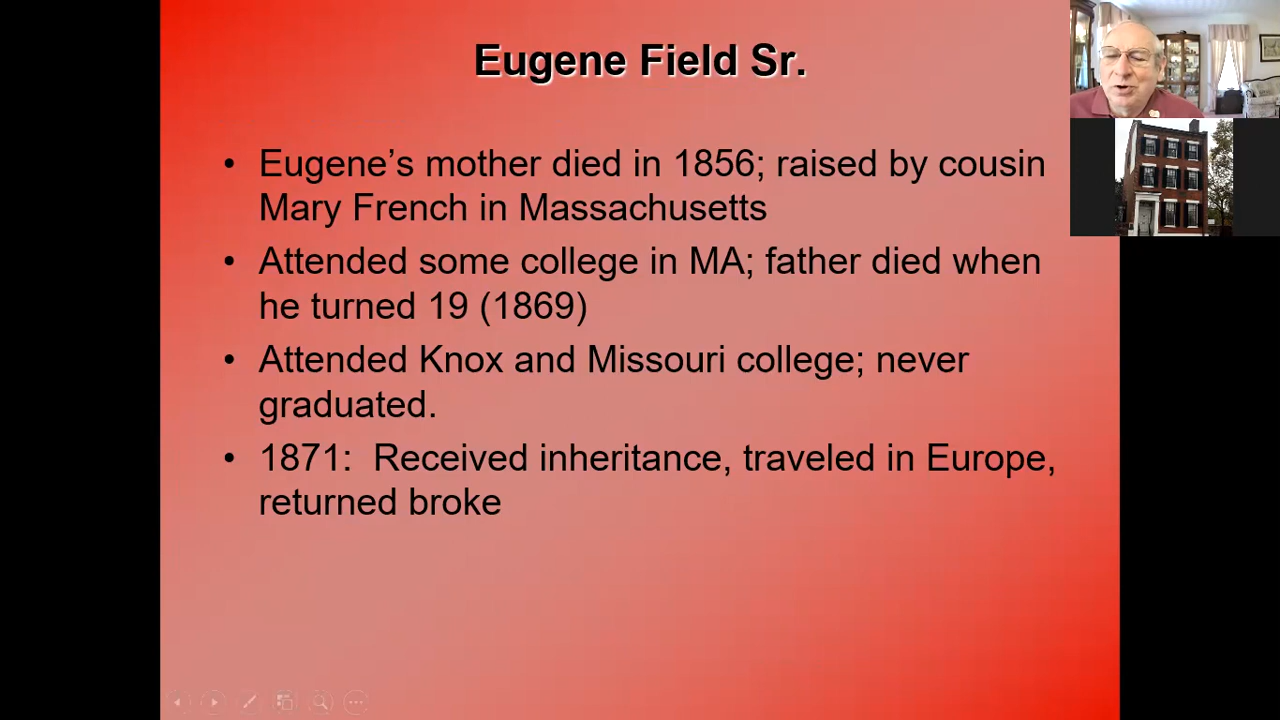 Eugene Field Sr.
• Eugene’s mother died in 1856; raised by cousin
Mary French in Massachusetts
• Attended some college in MA; father died when
he turned 19 (1869)
• Attended Knox and Missouri college; never
graduated.
• 1871:  Received inheritance, traveled in Europe,
returned broke